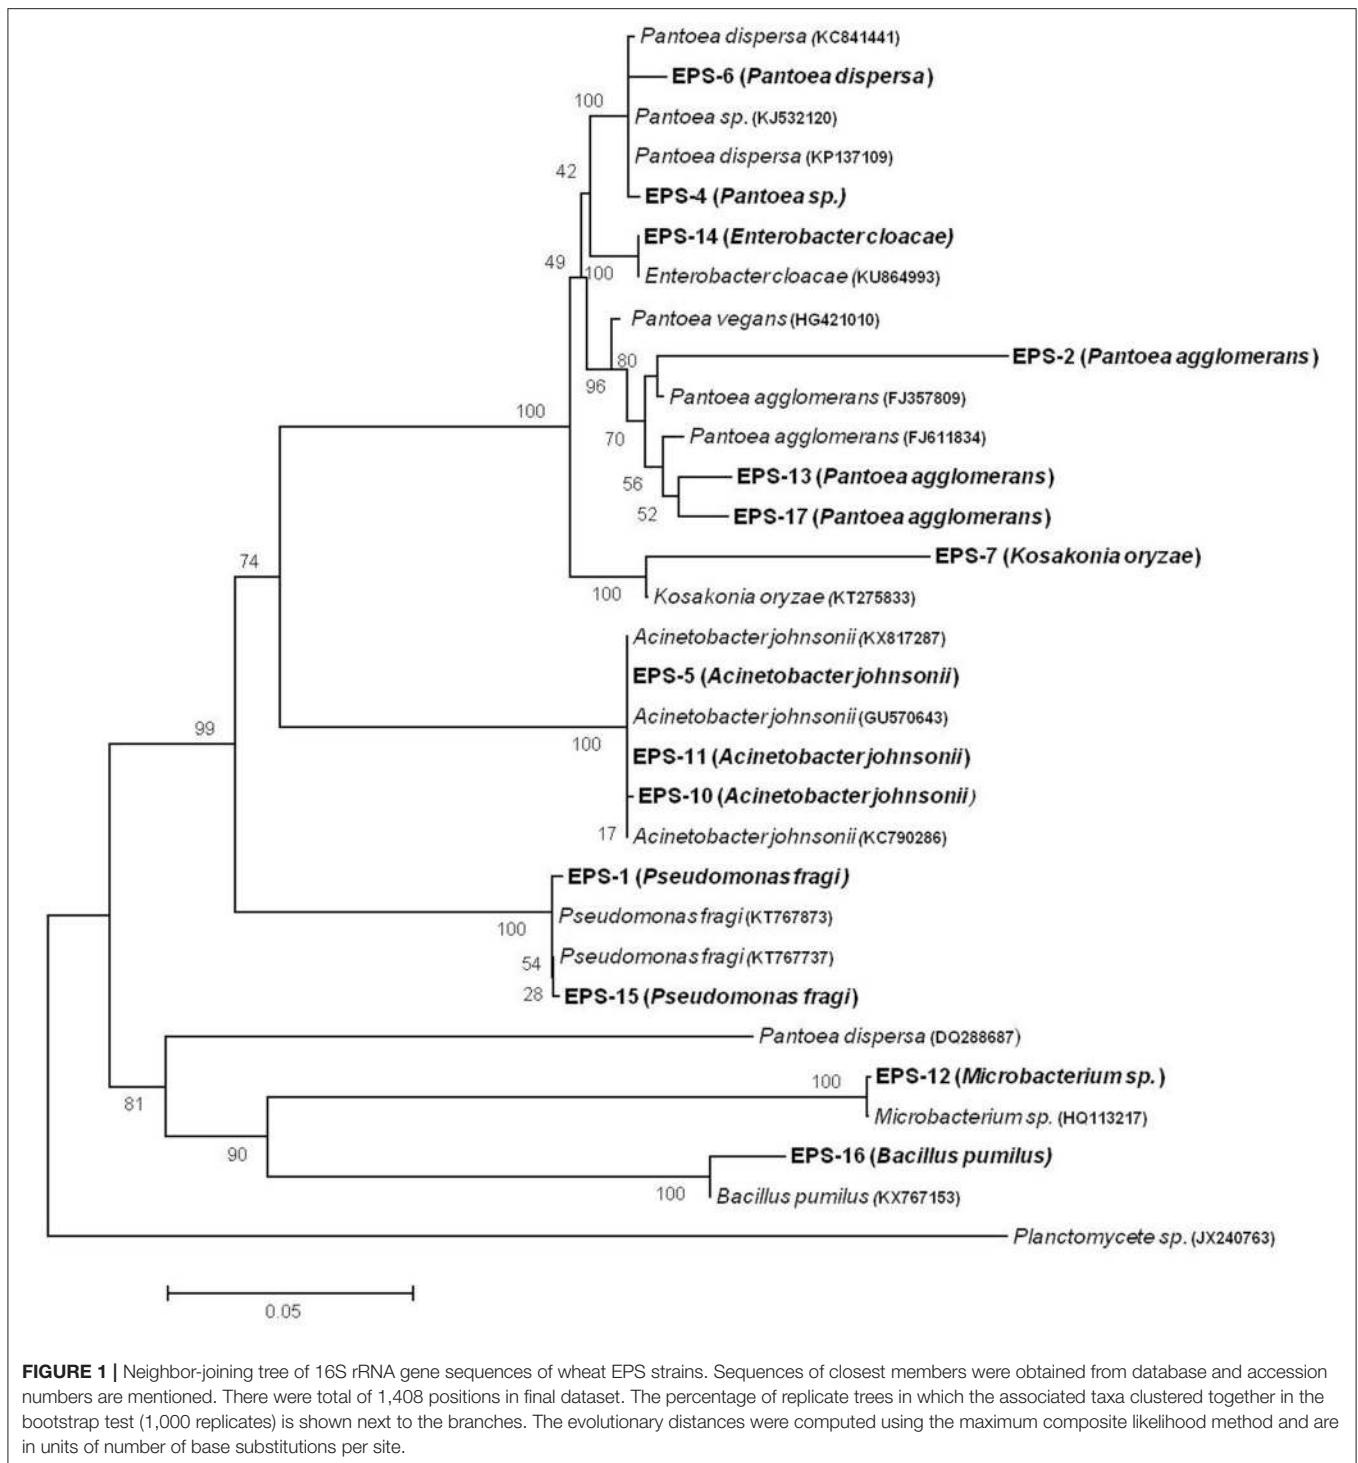 Pantoea dispersa (KC841441)
EPS-6 (Pantoea dispersa)
100
Pantoea sp. (KJ532120)
Pantoea dispersa (KP137109)
42
EPS-4 (Pantoea sp.)
EPS-14 (Enterobacter cloacae)
49
100
Enterobacter cloacae (KU864993)
Pantoea vegans (HG421010)
80
EPS-2 (Pantoea agglomerans)
96
Pantoea agglomerans (FJ357809)
100
70
Pantoea agglomerans (FJ611834)
56
EPS-13 (Pantoea agglomerans)
52
EPS-17 (Pantoea agglomerans)
74
EPS-7 (Kosakonia oryzae)
100
Kosakonia oryzae (KT275833)
Acinetobacter johnsonii (KX817287)
EPS-5 (Acinetobacter johnsonii)
99
Acinetobacter johnsonii (GU570643)
100
EPS-11 (Acinetobacter johnsonii)
EPS-10 (Acinetobacter johnsonii)
17
Acinetobacter johnsonii (KC790286)
EPS-1 (Pseudomonas fragi)
100
Pseudomonas fragi (KT767873)
54
Pseudomonas fragi (KT767737)
28
EPS-15 (Pseudomonas fragi)
Pantoea dispersa (DQ288687)
81
100
EPS-12 (Microbacterium sp.)
Microbacterium sp. (HQ113217)
90
EPS-16 (Bacillus pumilus)
100
Bacillus pumilus (KX767153)
Planctomycete sp. (JX240763)
0.05
FIGURE 1 | Neighbor-joining tree of 16S rRNA gene sequences of wheat EPS strains. Sequences of closest members were obtained from database and accession
numbers are mentioned. There were total of 1,408 positions in final dataset. The percentage of replicate trees in which the associated taxa clustered together in the
bootstrap test (1,000 replicates) is shown next to the branches. The evolutionary distances were computed using the maximum composite likelihood method and are
in units of number of base substitutions per site.